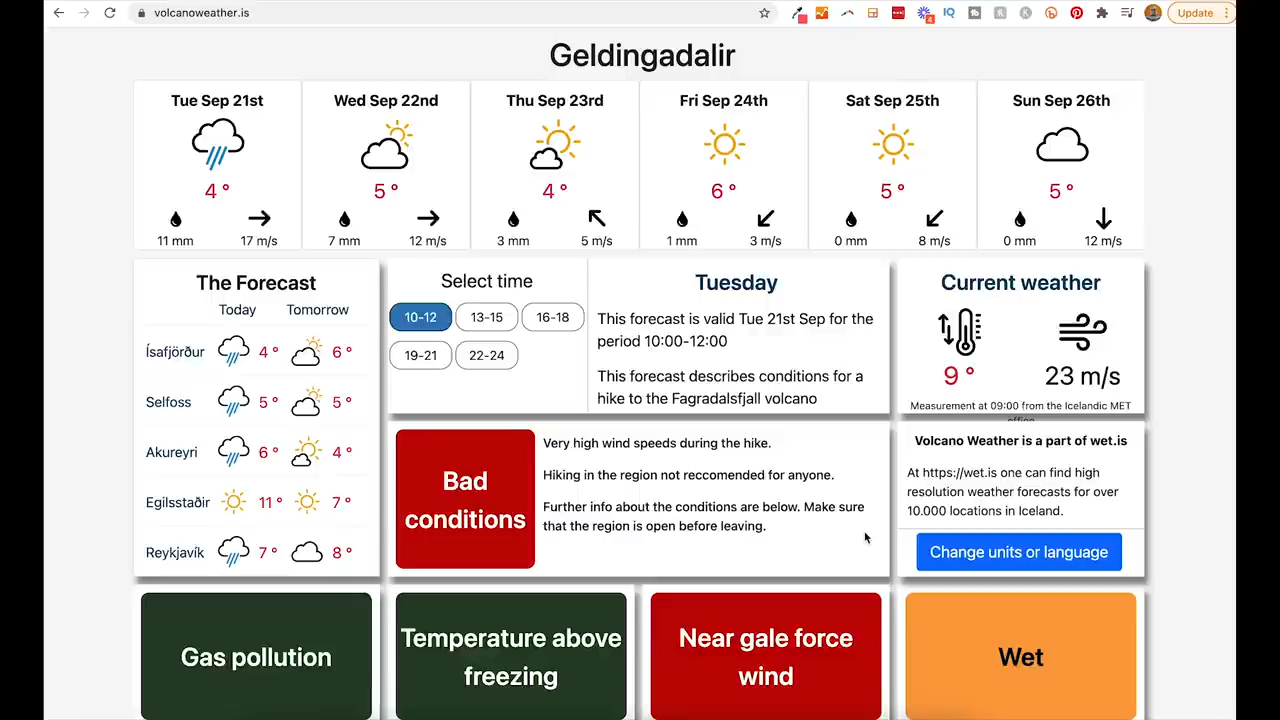 volcanoweather.is
Update
Geldingadalir
Tue Sep 21st
4 °
11 mm
17 m/s
Wed Sep 22nd
5 °
7 mm
12 m/s
Thu Sep 23rd
4 °
3 mm
5 m/s
Fri Sep 24th
6 °
1 mm
3 m/s
Sat Sep 25th
5 °
0 mm
8 m/s
Sun Sep 26th
5 °
0 mm
12 m/s
The Forecast
Today Tomorrow
Ísafjörður 4 ° 6 °
Selfoss 5 ° 5 °
Akureyri 6 ° 4 °
Egilsstaðir 11 ° 7 °
Reykjavík 7 ° 8 °
Select time
10-12 13-15 16-18
19-21 22-24
Tuesday
This forecast is valid Tue 21st Sep for the
period 10:00-12:00
This forecast describes conditions for a
hike to the Fagradalsfjall volcano
Current weather
9 °
23 m/s
Measurement at 09:00 from the Icelandic MET
Bad
conditions
Very high wind speeds during the hike.
Hiking in the region not reccomended for anyone.
Further info about the conditions are below. Make sure
that the region is open before leaving.
Volcano Weather is a part of wet.is
At https://wet.is one can find high
resolution weather forecasts for over
10.000 locations in Iceland.
Change units or language
Gas pollution
Temperature above
freezing
Near gale force
wind
Wet